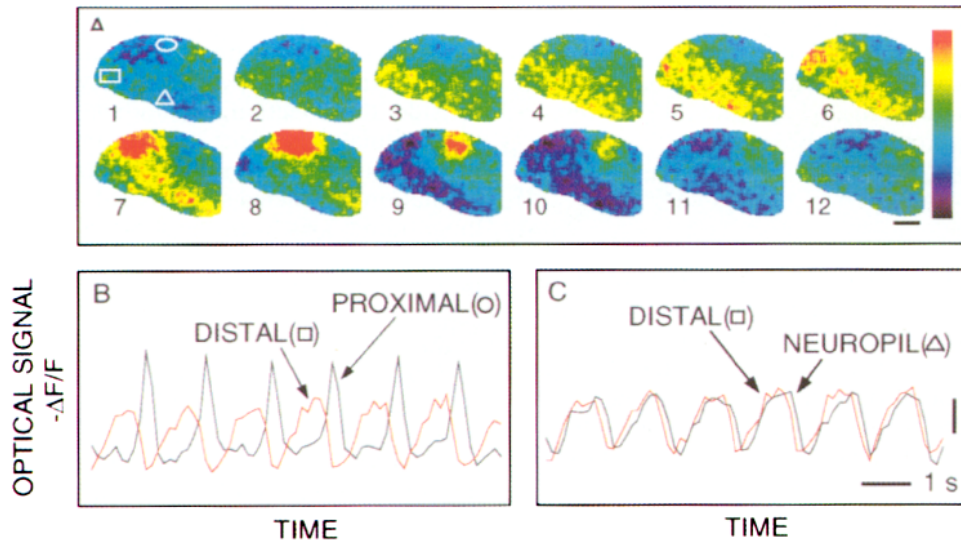 Δ
1 2 3 4 5 6
7 8 9 10 11 12
B
PROXIMAL(○)
DISTAL(□)
C
DISTAL(□)
NEUROPIL(△)
1 s
OPTICAL SIGNAL
-ΔF/F
TIME
TIME